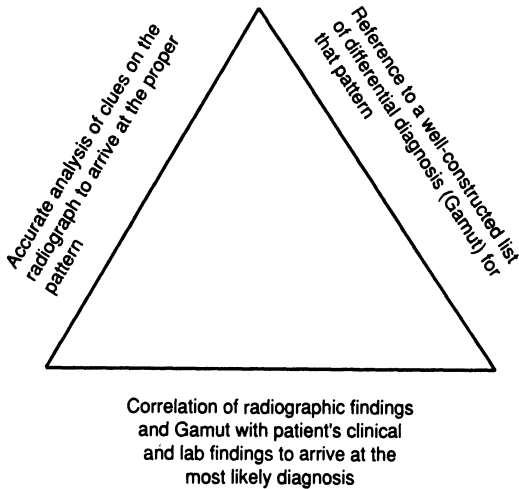 Accurate analysis of clues on the
radiograph to arrive at the proper
pattern
Reference to a well-constructed list
of differential diagnosis (Gamut) for
that pattern
Correlation of radiographic findings
and Gamut with patient's clinical
and lab findings to arrive at the
most likely diagnosis